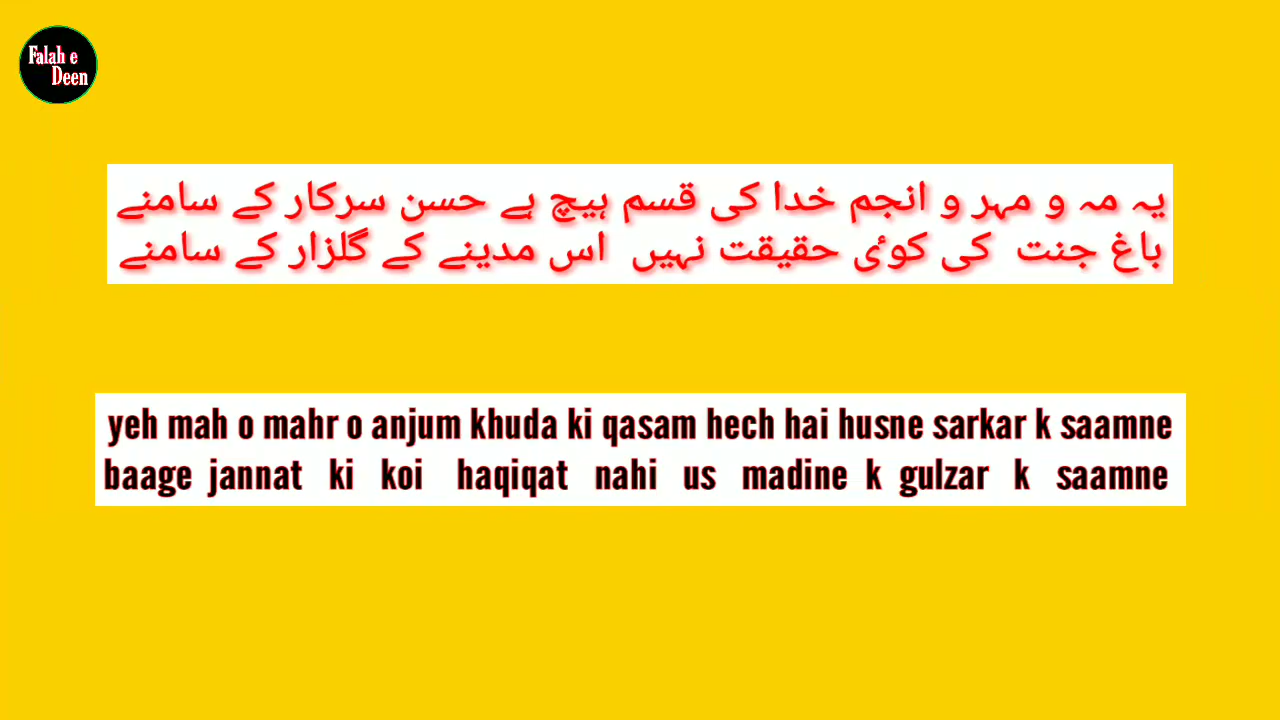 Falah e
Deen
یہ مہ و مہر و انجم خدا کی قسم ہیچ ہے حسن سرکار کے سامنے
باغ جنت کی کوئ حقیقت نہیں اس مدینے کے گلزار کے سامنے
yeh mah o mahr o anjum khuda ki qasam hech hai husne sarkar k saamne
baage jannat ki koi haqiqat nahi us madine k gulzar k saamne